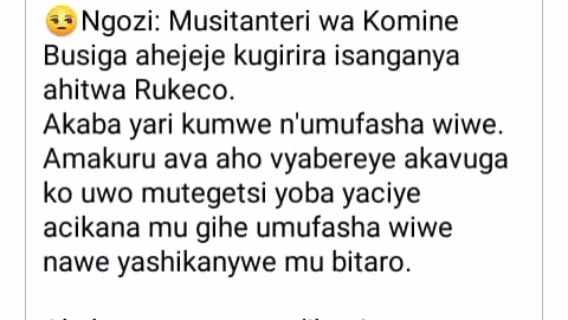 😒Ngozi: Musitanteri wa Komine
Busiga ahejeje kugirira isanganya
ahitwa Rukeco.
Akaba yari kumwe n'umufasha wiwe.
Amakuru ava aho vyabereye akavuga
ko uwo mutegetsi yoba yaciye
acikana mu gihe umufasha wiwe
nawe yashikanywe mu bitaro.